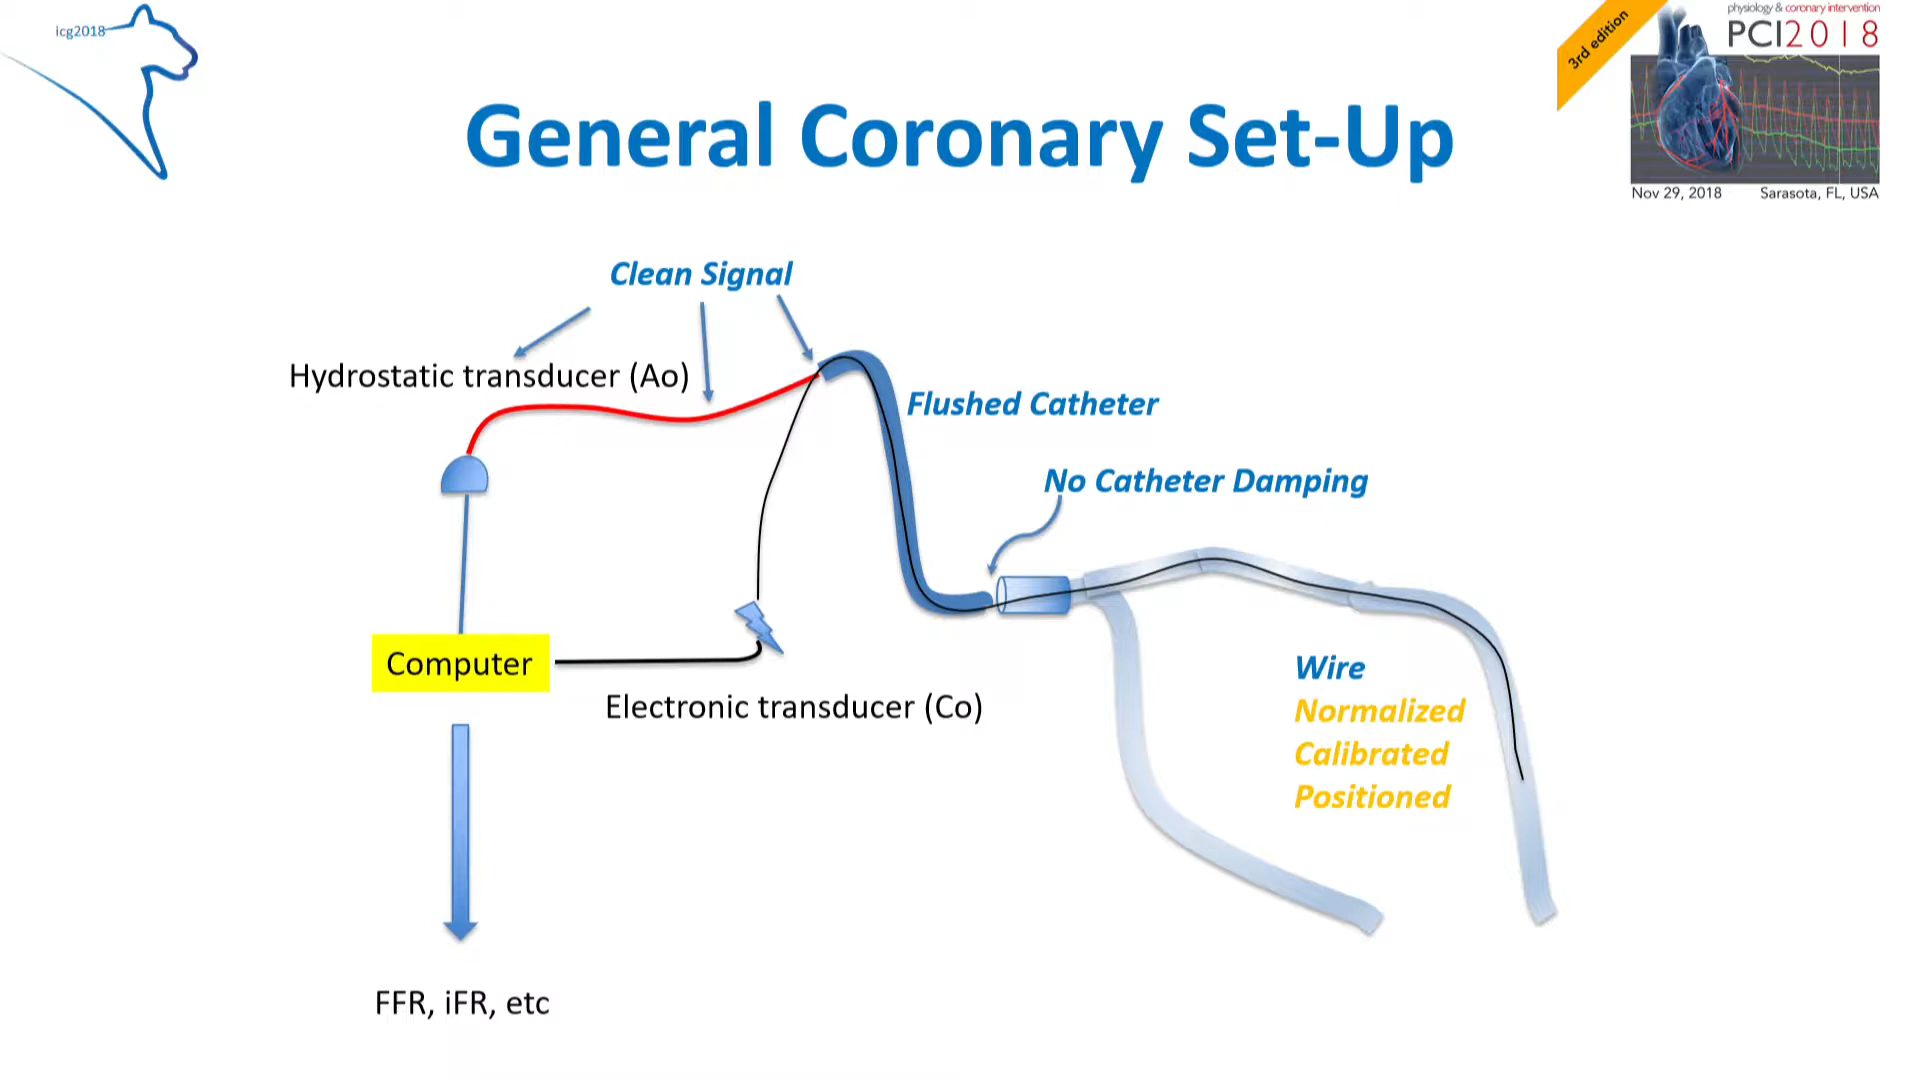 icg2018
3rd edition
physiology & coronary intervention
PCI2018
Nov 29, 2018 Sarasota, FL, USA
General Coronary Set-Up
Clean Signal
Hydrostatic transducer (Ao)
Flushed Catheter
No Catheter Damping
Computer
Electronic transducer (Co)
Wire
Normalized
Calibrated
Positioned
FFR, iFR, etc